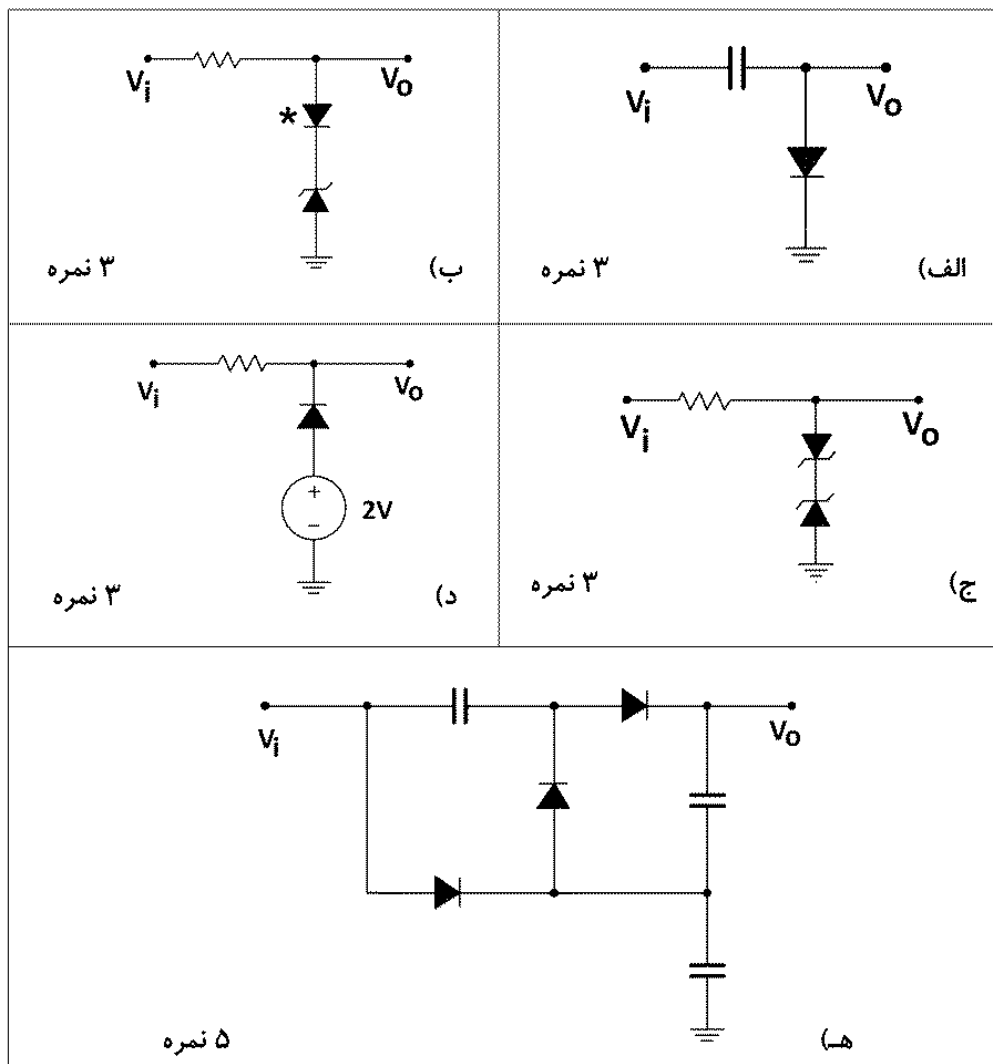 Vi
Vo
الف)
۳ نمره
Vi
Vo
*
ب)
۳ نمره
Vi
Vo
ج)
۳ نمره
Vi
Vo
+
−
2V
د)
۳ نمره
Vi
Vo
هـ)
۵ نمره